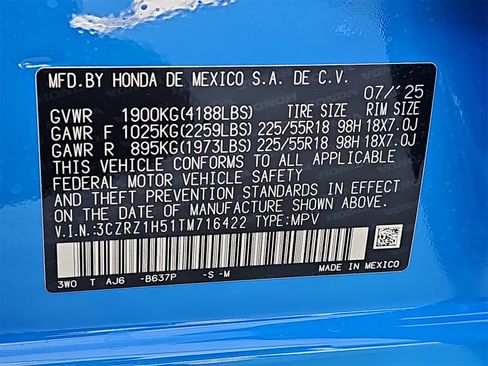 MFD.BY HONDA DE MEXICO S.A. DE C.V. 07/'25
GVWR 1900KG(4188LBS) TIRE SIZE RIM SIZE
GAWR F 1025KG(2259LBS) 225/55R18 98H 18X7.0J
GAWR R 895KG(1973LBS) 225/55R18 98H 18X7.0J
THIS VEHICLE CONFORMS TO ALL APPLICABLE
FEDERAL MOTOR VEHICLE SAFETY
AND THEFT PREVENTION STANDARDS IN EFFECT
ON THE DATE OF MANUFACTURE SHOWN ABOVE.
V.I.N.:3CZRZ1H51TM716422 TYPE:MPV
3W0 T AJ6 -B637P -S -M MADE IN MEXICO